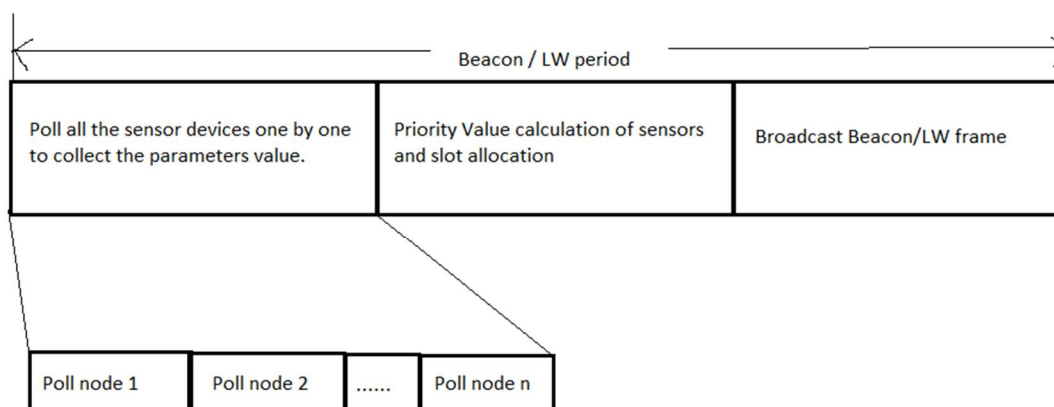 Beacon / LW period
Poll all the sensor devices one by one
to collect the parameters value.
Priority Value calculation of sensors
and slot allocation
Broadcast Beacon/LW frame
Poll node 1
Poll node 2
......
Poll node n